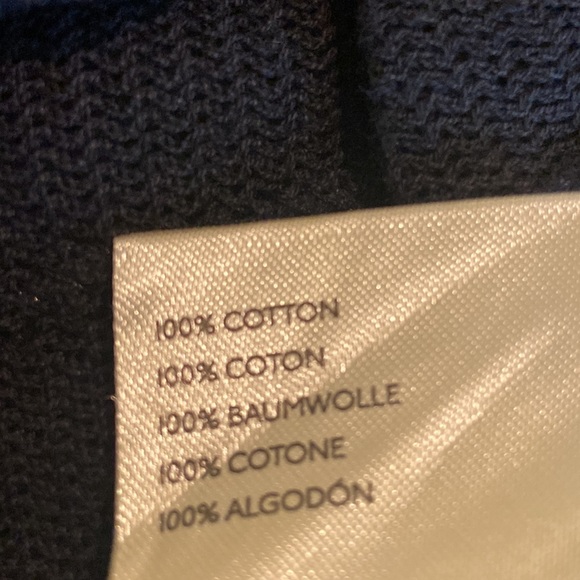 100% COTTON
100% COTON
100% BAUMWOLLE
100% COTONE
100% ALGODÓN